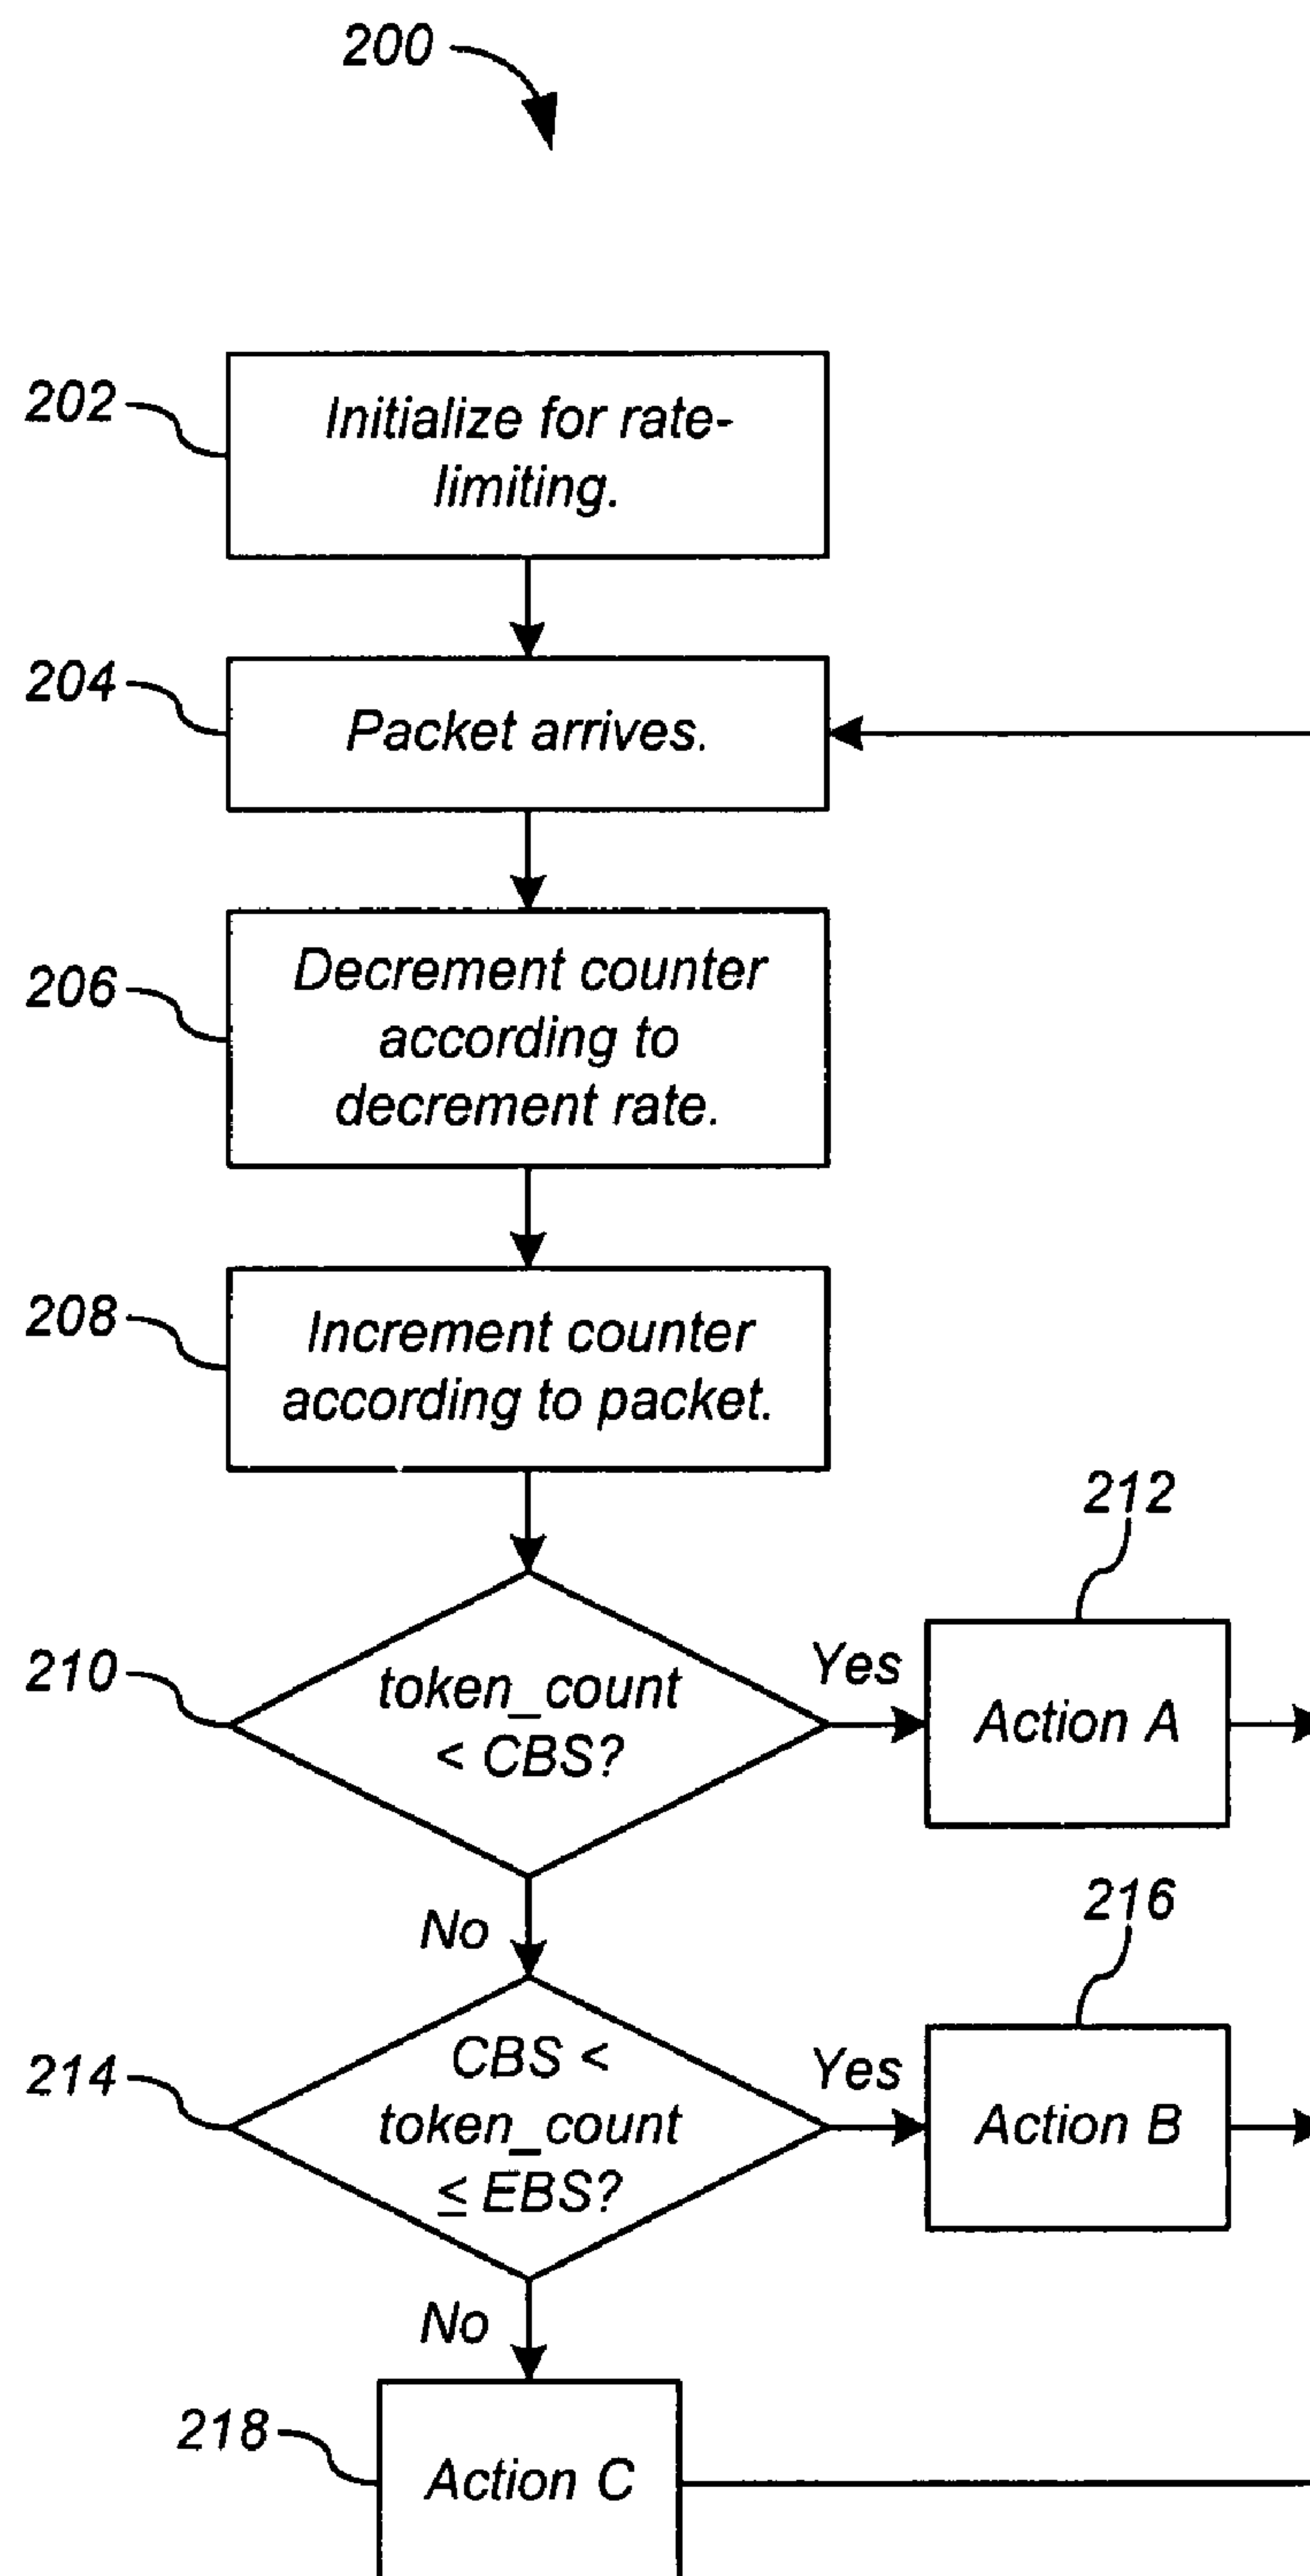 200
202
Initialize for rate-
limiting.
204
Packet arrives.
206
Decrement counter
according to
decrement rate.
208
Increment counter
according to packet.
212
210
token_count
< CBS?
Yes
Action A
No
216
214
CBS <
token_count
≤ EBS?
Yes
Action B
No
218
Action C